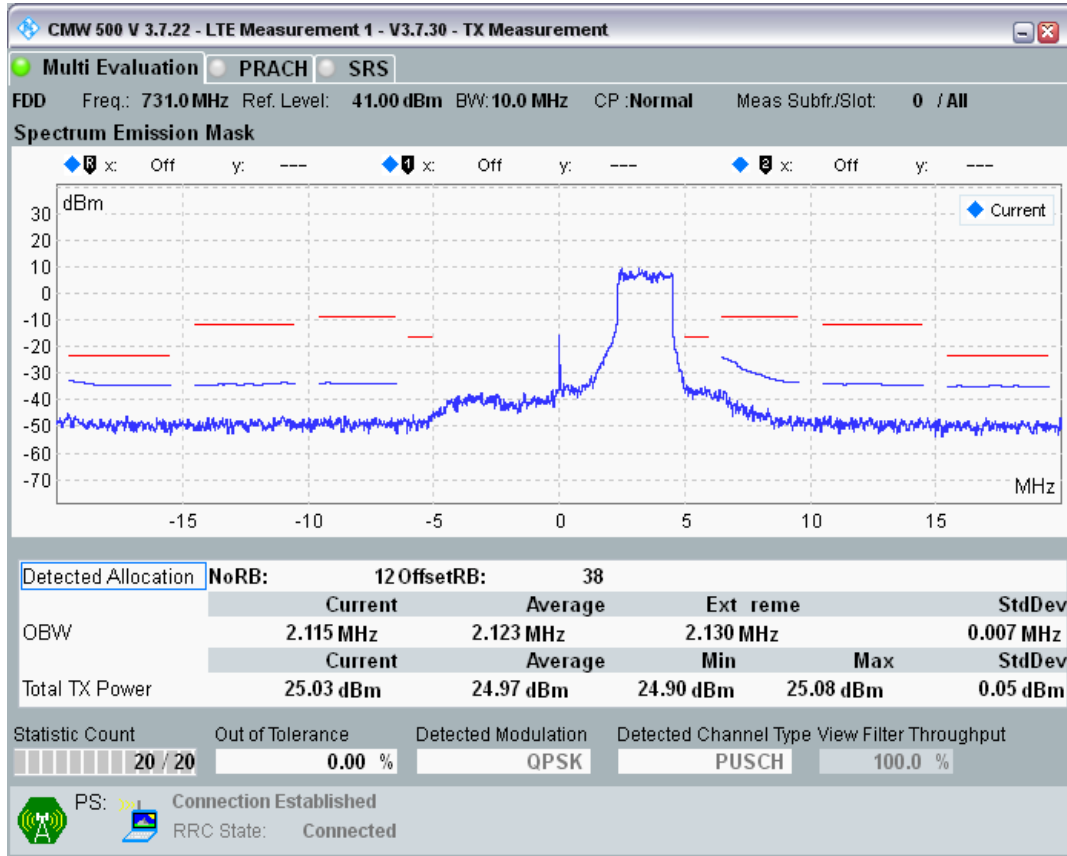 CMW 500 V 3.7.22 - LTE Measurement 1 - V3.7.30 - TX Measurement
Multi Evaluation PRACH SRS
FDD Freq.: 731.0 MHz Ref. Level: 41.00 dBm BW: 10.0 MHz CP :Normal Meas Subfr./Slot: 0 / All
Spectrum Emission Mask
R x: Off y: --- 1 x: Off y: --- 2 x: Off y: ---
dBm
Current
30
20
10
0
-10
-20
-30
-40
-50
-60
-70
MHz
-15 -10 -5 0 5 10 15
Detected Allocation NoRB: 12 OffsetRB: 38
Current Average Ext reme StdDev
OBW 2.115 MHz 2.123 MHz 2.130 MHz 0.007 MHz
Current Average Min Max StdDev
Total TX Power 25.03 dBm 24.97 dBm 24.90 dBm 25.08 dBm 0.05 dBm
Statistic Count Out of Tolerance Detected Modulation Detected Channel Type View Filter Throughput
20 / 20 0.00 % QPSK PUSCH 100.0 %
PS: Connection Established
RRC State: Connected